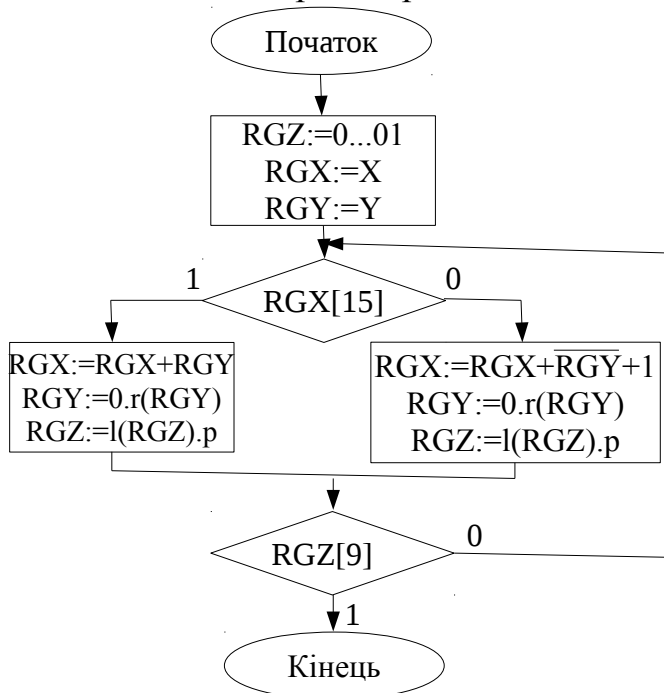 Початок
RGZ:=0...01
RGX:=X
RGY:=Y
1
RGX[15]
0
RGX:=RGX+RGY
RGY:=0.r(RGY)
RGZ:=l(RGZ).p
RGX:=RGX+R̅G̅Y̅+1
RGY:=0.r(RGY)
RGZ:=l(RGZ).p
RGZ[9]
0
1
Кінець